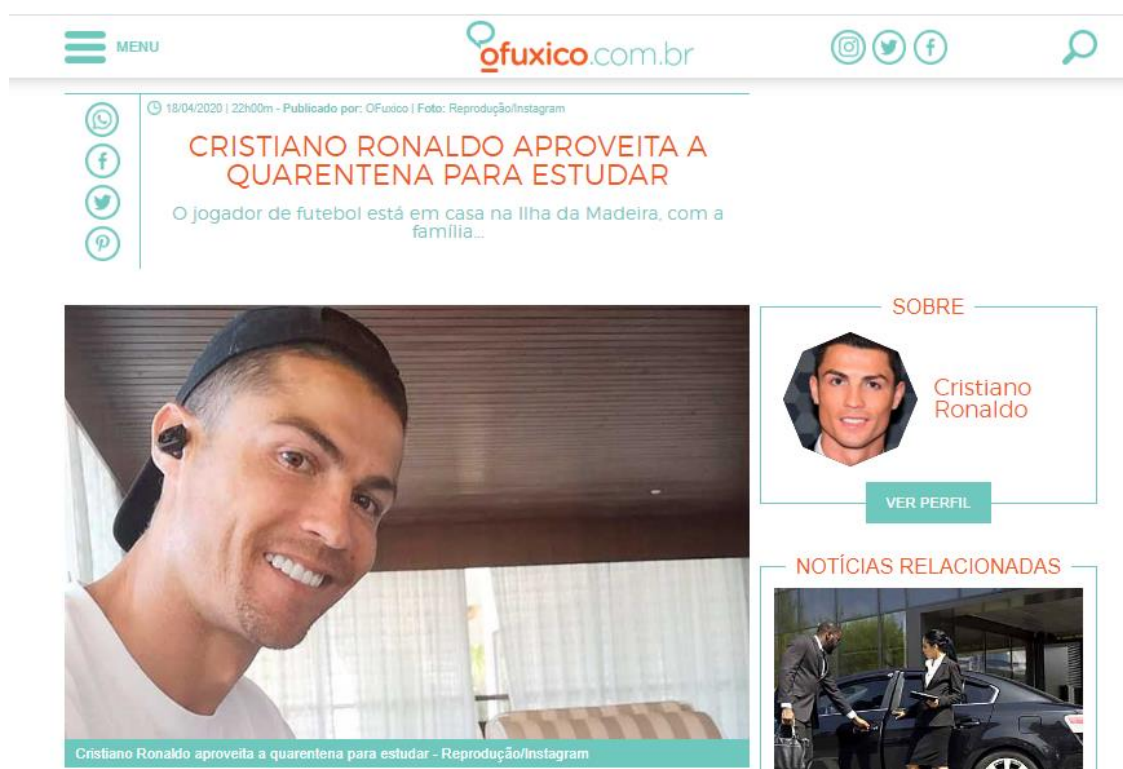 MENU
ofuxico.com.br
18/04/2020 | 22h00m - Publicado por: OFuxico | Foto: Reprodução/Instagram
CRISTIANO RONALDO APROVEITA A
QUARENTENA PARA ESTUDAR
O jogador de futebol está em casa na Ilha da Madeira, com a
família...
Cristiano Ronaldo aproveita a quarentena para estudar - Reprodução/Instagram
SOBRE
Cristiano
Ronaldo
VER PERFIL
NOTÍCIAS RELACIONADAS